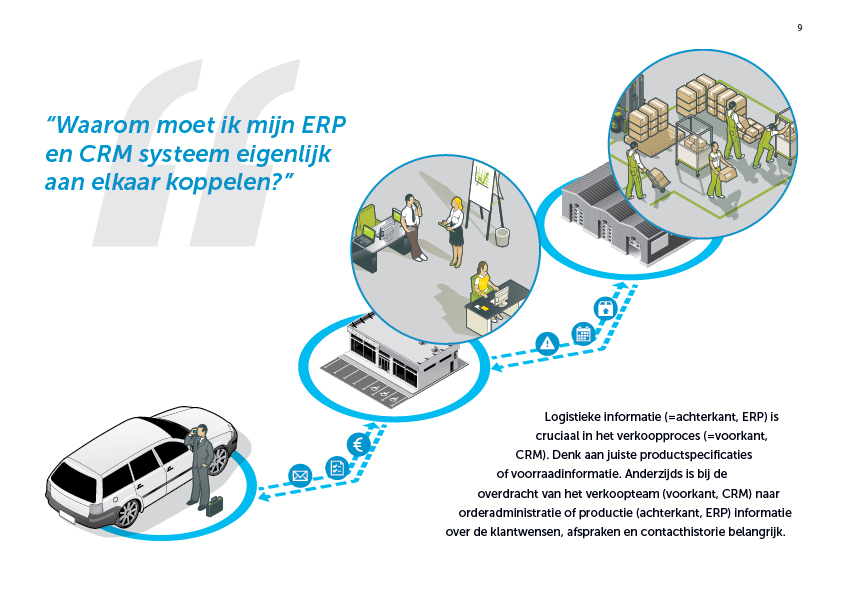 9
“Waarom moet ik mijn ERP
en CRM systeem eigenlijk
aan elkaar koppelen?”
€
Logistieke informatie (=achterkant, ERP) is
cruciaal in het verkoopproces (=voorkant,
CRM). Denk aan juiste productspecificaties
of voorraadinformatie. Anderzijds is bij de
overdracht van het verkoopteam (voorkant, CRM) naar
orderadministratie of productie (achterkant, ERP) informatie
over de klantwensen, afspraken en contacthistorie belangrijk.